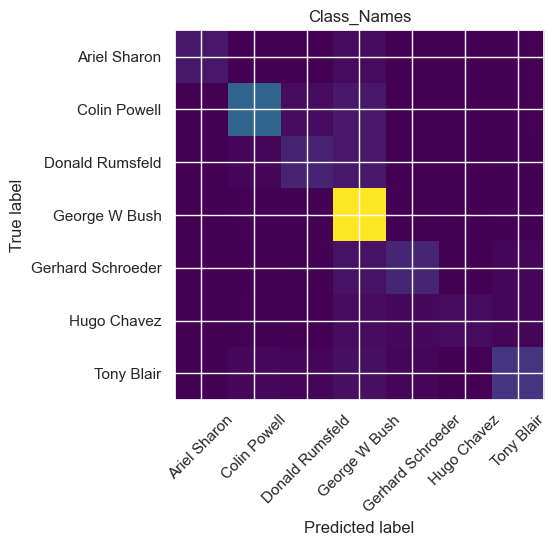 Class_Names
Ariel Sharon
Colin Powell
Donald Rumsfeld
George W Bush
Gerhard Schroeder
Hugo Chavez
Tony Blair
True label
Ariel Sharon
Colin Powell
Donald Rumsfeld
George W Bush
Gerhard Schroeder
Hugo Chavez
Tony Blair
Predicted label